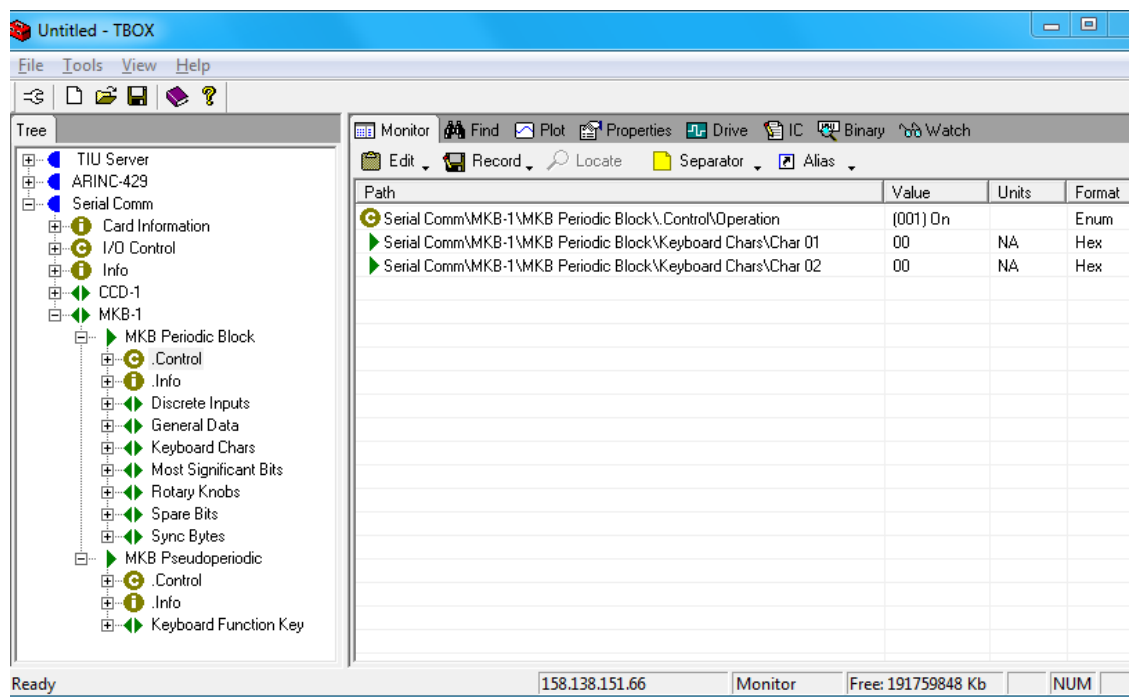 Untitled - TBOX
File Tools View Help
Tree
TIU Server
ARINC-429
Serial Comm
Card Information
I/O Control
Info
CCD-1
MKB-1
MKB Periodic Block
.Control
.Info
Discrete Inputs
General Data
Keyboard Chars
Most Significant Bits
Rotary Knobs
Spare Bits
Sync Bytes
MKB Pseudoperiodic
.Control
.Info
Keyboard Function Key
Monitor Find Plot Properties Drive IC Binary Watch
Edit Record Locate Separator Alias
Path Value Units Format
Serial Comm\MKB-1\MKB Periodic Block\.Control\Operation (001) On Enum
Serial Comm\MKB-1\MKB Periodic Block\Keyboard Chars\Char 01 00 NA Hex
Serial Comm\MKB-1\MKB Periodic Block\Keyboard Chars\Char 02 00 NA Hex
Ready 158.138.151.66 Monitor Free: 191759848 Kb NUM